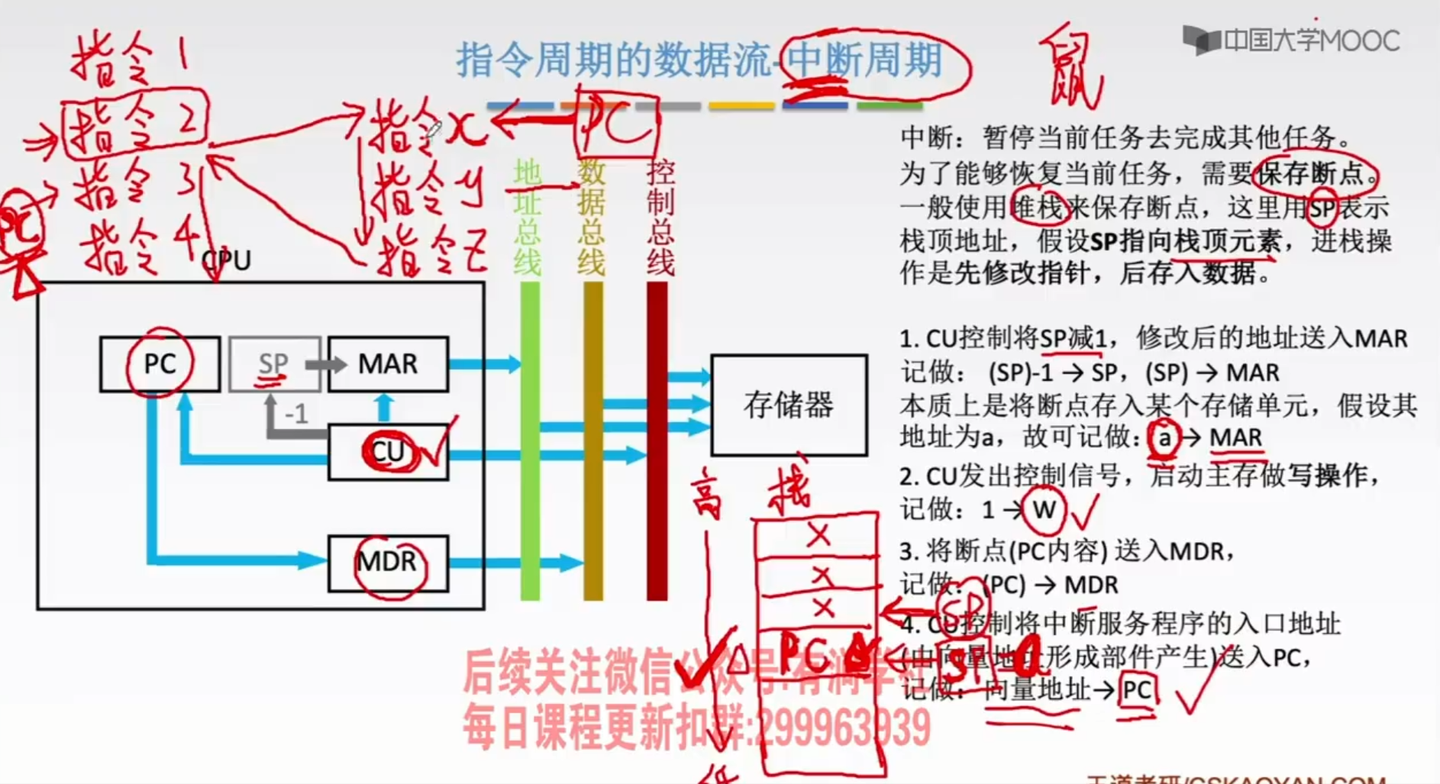 指令1
指令2
指令3
指令4
PC
指令x
指令y
指令z
PC
指令周期的数据流-中断周期
鼠
中国大学MOOC
地址总线
数据总线
控制总线
CPU
PC
SP
MAR
-1
CU
MDR
存储器
高
栈
×
×
×
PC
SP
SP
a
中断：暂停当前任务去完成其他任务。
为了能够恢复当前任务，需要保存断点。
一般使用堆栈来保存断点，这里用SP表示
栈顶地址，假设SP指向栈顶元素，进栈操
作是先修改指针，后存入数据。
1. CU控制将SP减1，修改后的地址送入MAR
记做： (SP)-1 → SP，(SP) → MAR
本质上是将断点存入某个存储单元，假设其
地址为a，故可记做：a → MAR
2. CU发出控制信号，启动主存做写操作，
记做：1 → W
3. 将断点(PC内容) 送入MDR，
记做：(PC) → MDR
4. CU控制将中断服务程序的入口地址
(由向量地址形成部件产生)送入PC，
记做：向量地址→ PC
后续关注微信公众号:有涧学社
每日课程更新扣群:299963939
王道考研/CSKAOYAN.COM